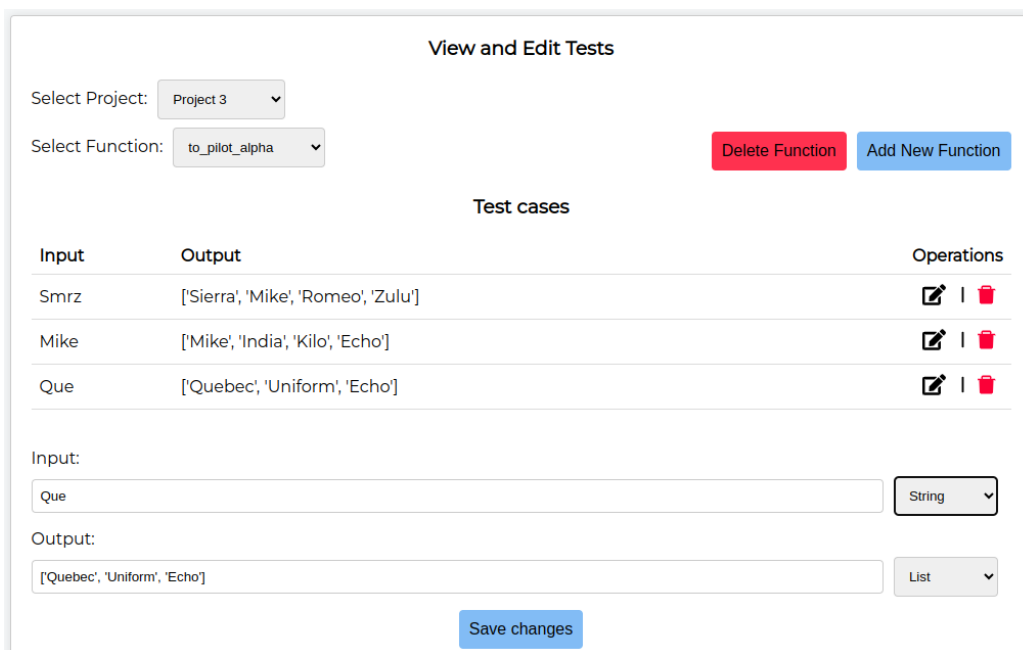 View and Edit Tests
Select Project: Project 3
Select Function: to_pilot_alpha
Delete Function Add New Function
Test cases
Input Output Operations
Smrz ['Sierra', 'Mike', 'Romeo', 'Zulu'] |
Mike ['Mike', 'India', 'Kilo', 'Echo'] |
Que ['Quebec', 'Uniform', 'Echo'] |
Input:
Que String
Output:
['Quebec', 'Uniform', 'Echo'] List
Save changes